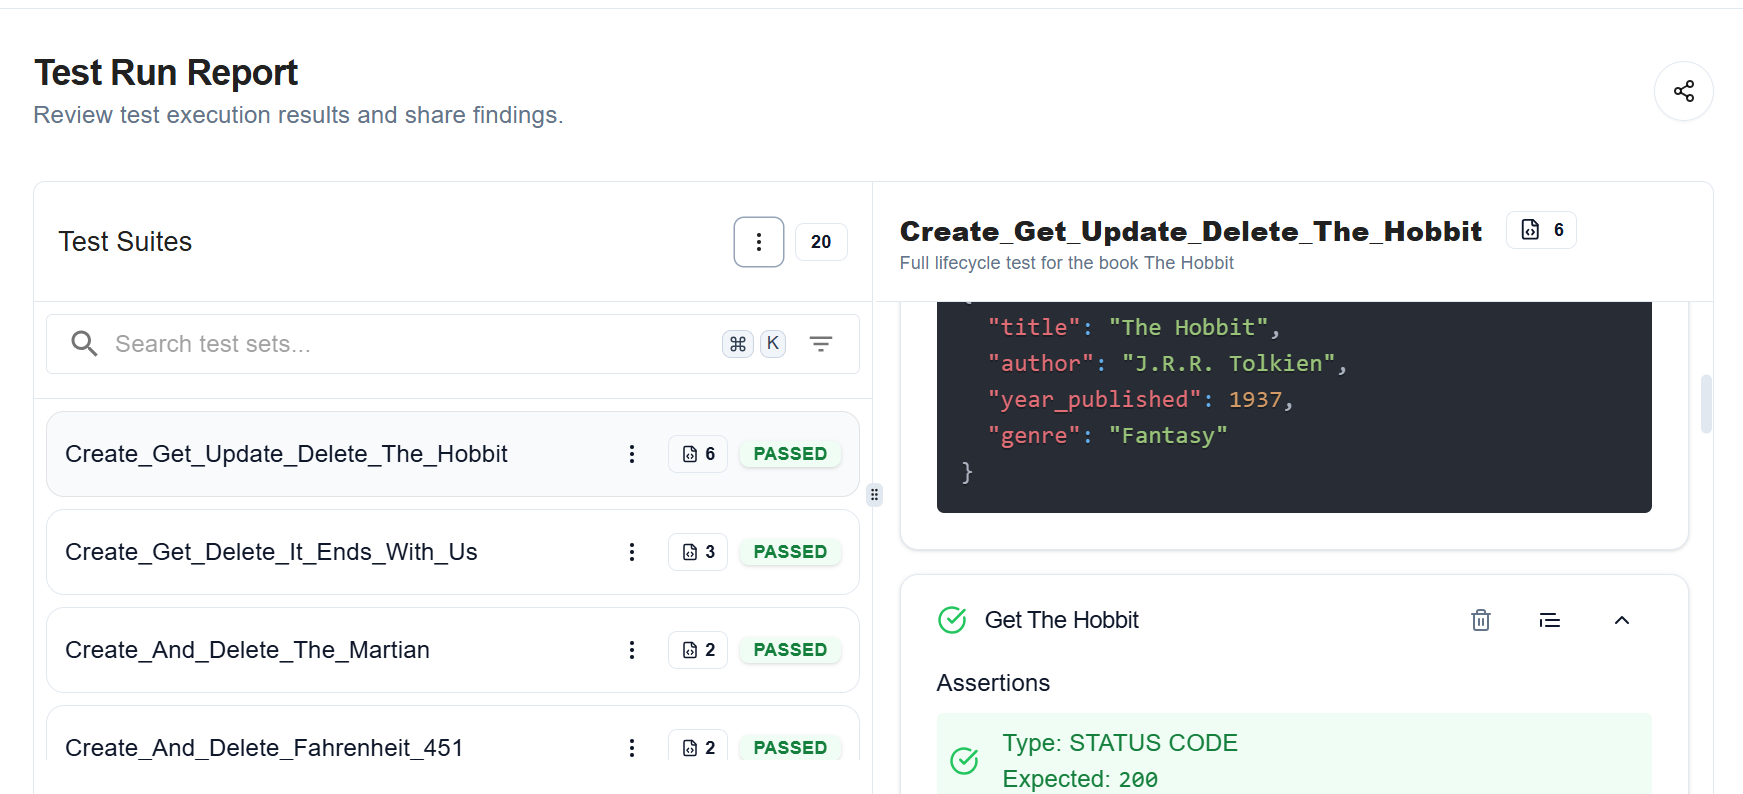 Test Run Report
Review test execution results and share findings.
Test Suites
20
Search test sets...
⌘ K
Create_Get_Update_Delete_The_Hobbit
6
PASSED
Create_Get_Delete_It_Ends_With_Us
3
PASSED
Create_And_Delete_The_Martian
2
PASSED
Create_And_Delete_Fahrenheit_451
2
PASSED
Create_Get_Update_Delete_The_Hobbit
6
Full lifecycle test for the book The Hobbit
"title": "The Hobbit",
"author": "J.R.R. Tolkien",
"year_published": 1937,
"genre": "Fantasy"
}
Get The Hobbit
Assertions
Type: STATUS CODE
Expected: 200